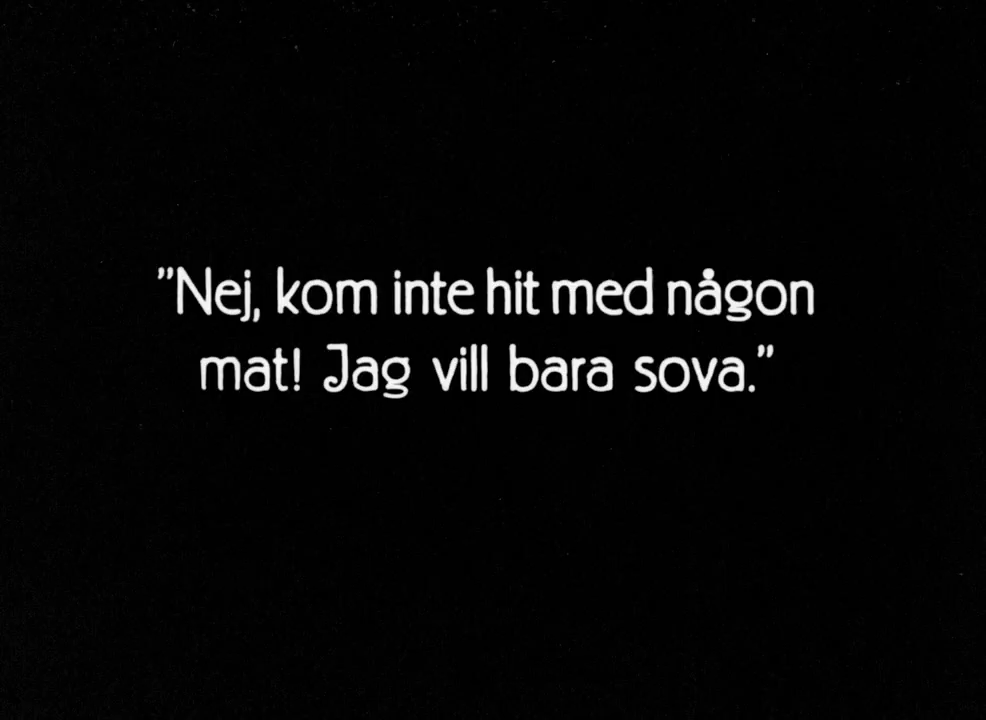 ”Nej, kom inte hit med någon
mat! Jag vill bara sova.”